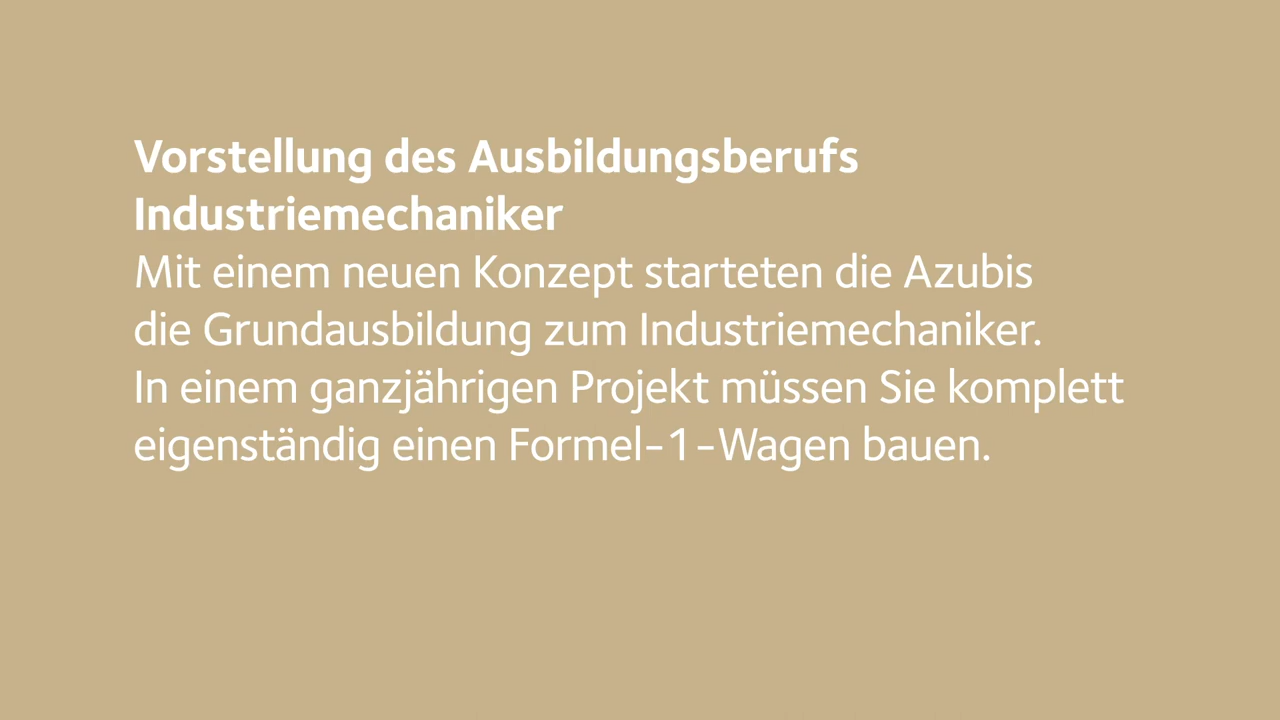 Vorstellung des Ausbildungsberufs
Industriemechaniker
Mit einem neuen Konzept starteten die Azubis
die Grundausbildung zum Industriemechaniker.
In einem ganzjährigen Projekt müssen Sie komplett
eigenständig einen Formel-1-Wagen bauen.